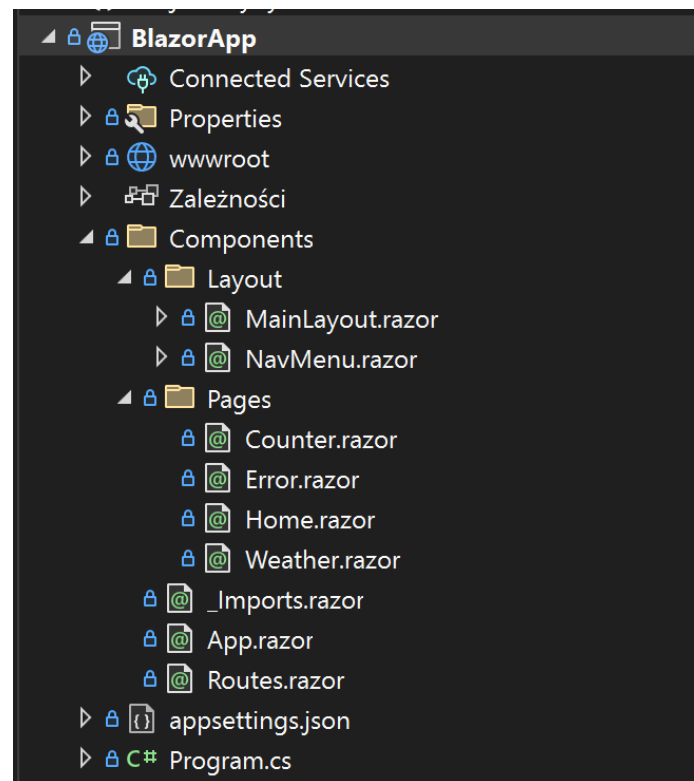 BlazorApp
Connected Services
Properties
wwwroot
Zależności
Components
Layout
MainLayout.razor
NavMenu.razor
Pages
Counter.razor
Error.razor
Home.razor
Weather.razor
_Imports.razor
App.razor
Routes.razor
appsettings.json
C# Program.cs